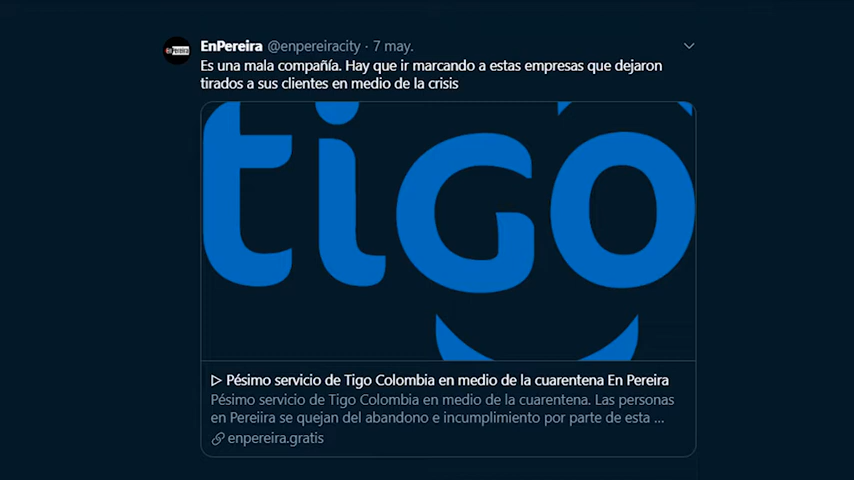 EnPereira @enpereiracity · 7 may.
Es una mala compañía. Hay que ir marcando a estas empresas que dejaron
tirados a sus clientes en medio de la crisis
tigo
▷ Pésimo servicio de Tigo Colombia en medio de la cuarentena En Pereira
Pésimo servicio de Tigo Colombia en medio de la cuarentena. Las personas
en Pereiira se quejan del abandono e incumplimiento por parte de esta ...
enpereira.gratis